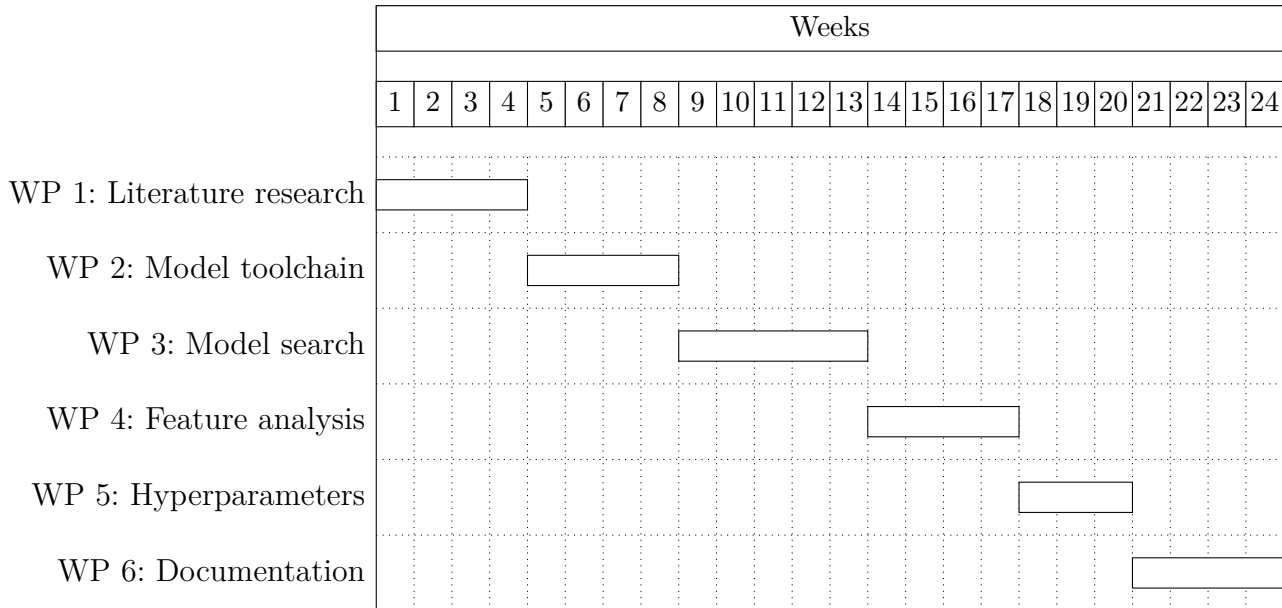 Weeks
1 2 3 4 5 6 7 8 9 10 11 12 13 14 15 16 17 18 19 20 21 22 23 24
WP 1: Literature research
WP 2: Model toolchain
WP 3: Model search
WP 4: Feature analysis
WP 5: Hyperparameters
WP 6: Documentation